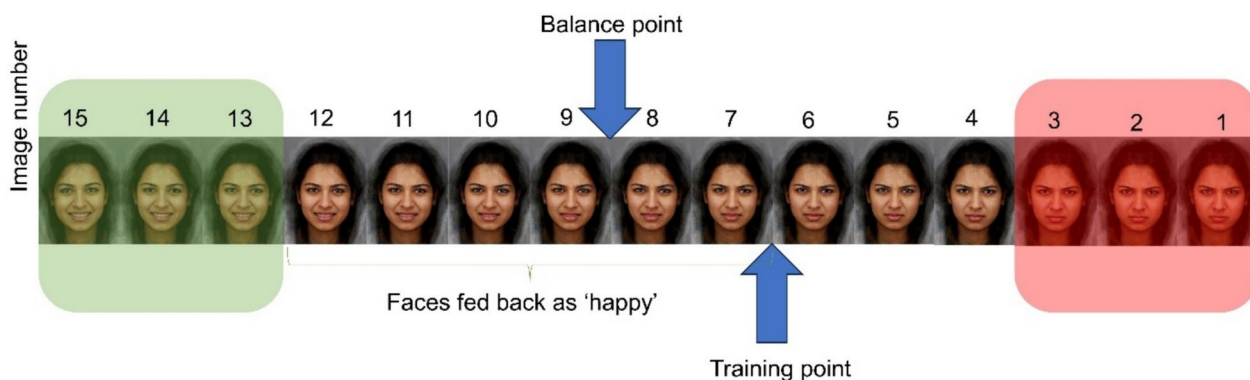 Balance point
Image number
15 14 13 12 11 10 9 8 7 6 5 4 3 2 1
Faces fed back as ‘happy’
Training point